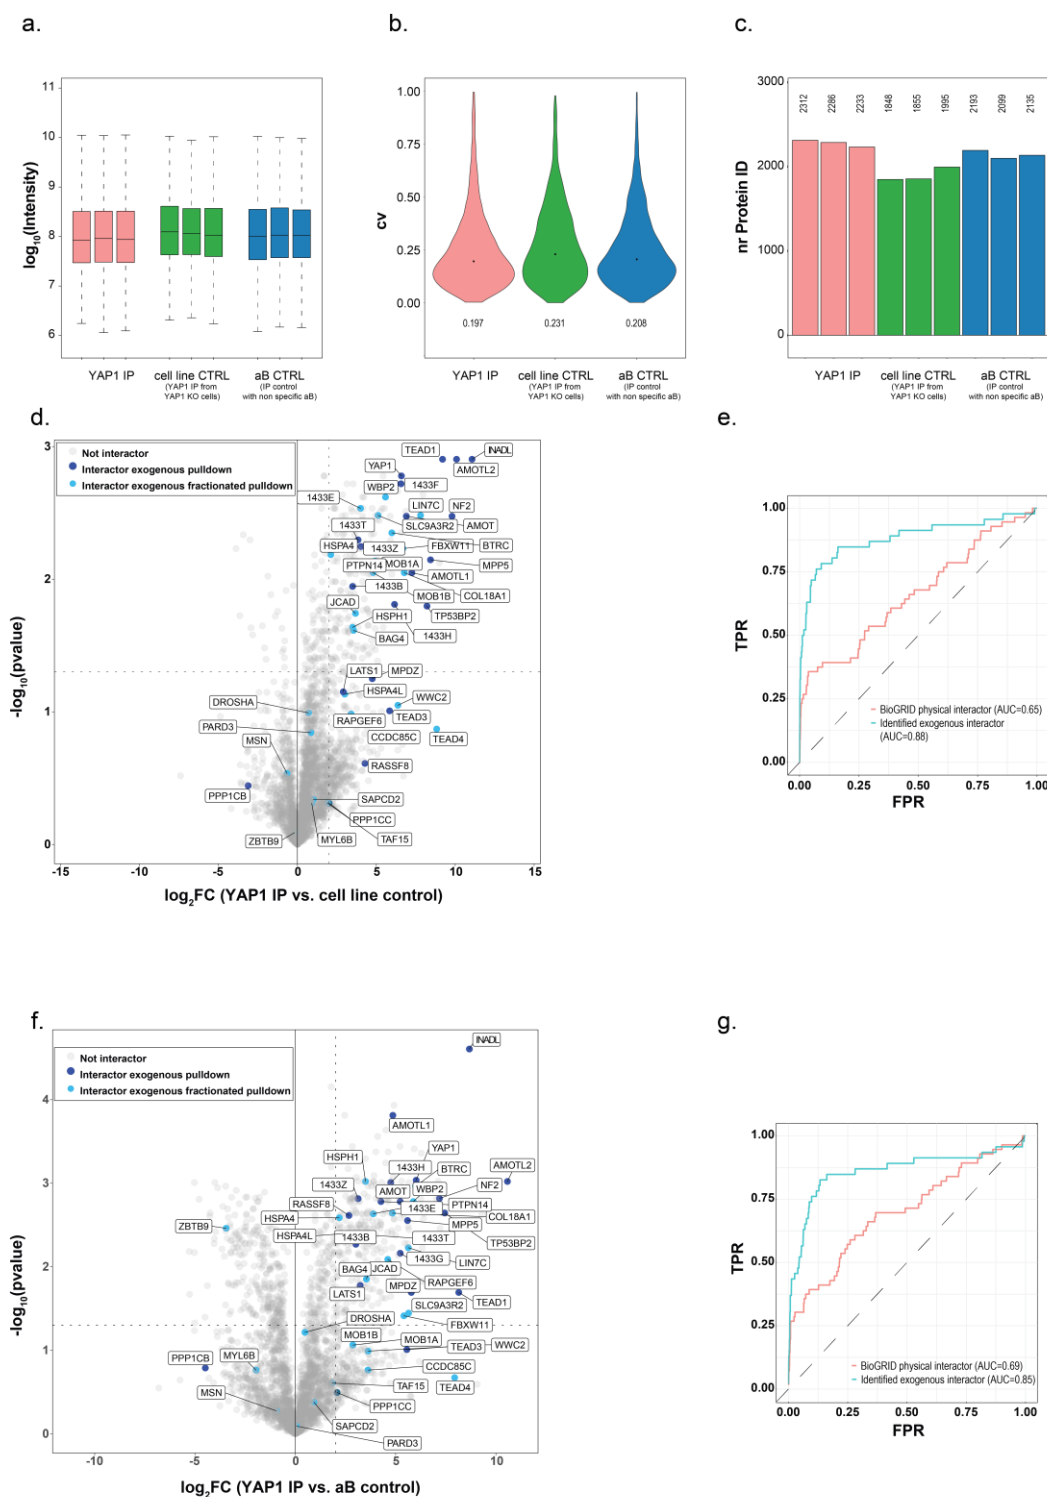 a.
b.
c.
11
10
9
8
7
6
log10(Intensity)
YAP1 IP
cell line CTRL
(YAP1 IP from
YAP1 KO cells)
aB CTRL
(IP control
with non specific aB)
1.00
0.75
0.50
0.25
0.00
cv
0.197
0.231
0.208
YAP1 IP
cell line CTRL
(YAP1 IP from
YAP1 KO cells)
aB CTRL
(IP control
with non specific aB)
3000
2000
1000
0
nr Protein ID
2312
2286
2233
1848
1855
1995
2193
2099
2135
YAP1 IP
cell line CTRL
(YAP1 IP from
YAP1 KO cells)
aB CTRL
(IP control
with non specific aB)
d.
Not interactor
Interactor exogenous pulldown
Interactor exogenous fractionated pulldown
3
2
1
0
-log10(pvalue)
TEAD1
INADL
YAP1
AMOTL2
WBP2
1433F
1433E
LIN7C
NF2
1433T
SLC9A3R2
AMOT
HSPA4
1433Z
FBXW11
BTRC
PTPN14
MOB1A
MPP5
AMOTL1
1433B
MOB1B
COL18A1
JCAD
HSPH1
TP53BP2
BAG4
1433H
LATS1
MPDZ
HSPA4L
WWC2
DROSHA
RAPGEF6
TEAD3
PARD3
CCDC85C
TEAD4
MSN
RASSF8
PPP1CB
SAPCD2
PPP1CC
ZBTB9
MYL6B
TAF15
-15
-10
-5
0
5
10
15
log2FC (YAP1 IP vs. cell line control)
e.
1.00
0.75
0.50
0.25
0.00
TPR
BioGRID physical interactor (AUC=0.65)
Identified exogenous interactor
(AUC=0.88)
0.00
0.25
0.50
0.75
1.00
FPR
f.
Not interactor
Interactor exogenous pulldown
Interactor exogenous fractionated pulldown
4
3
2
1
0
-log10(pvalue)
INADL
AMOTL1
YAP1
HSPH1
1433H
BTRC
AMOTL2
1433Z
AMOT
WBP2
NF2
RASSF8
1433E
PTPN14
HSPA4
MPP5
COL18A1
ZBTB9
HSPA4L
1433B
1433T
TP53BP2
1433G
LIN7C
BAG4
JCAD
LATS1
MPDZ
RAPGEF6
SLC9A3R2
TEAD1
DROSHA
FBXW11
MOB1B
MOB1A
WWC2
PPP1CB
MYL6B
TEAD3
CCDC85C
MSN
TAF15
TEAD4
PPP1CC
SAPCD2
PARD3
-10
-5
0
5
10
log2FC (YAP1 IP vs. aB control)
g.
1.00
0.75
0.50
0.25
0.00
TPR
BioGRID physical interactor (AUC=0.69)
Identified exogenous interactor (AUC=0.85)
0.00
0.25
0.50
0.75
1.00
FPR